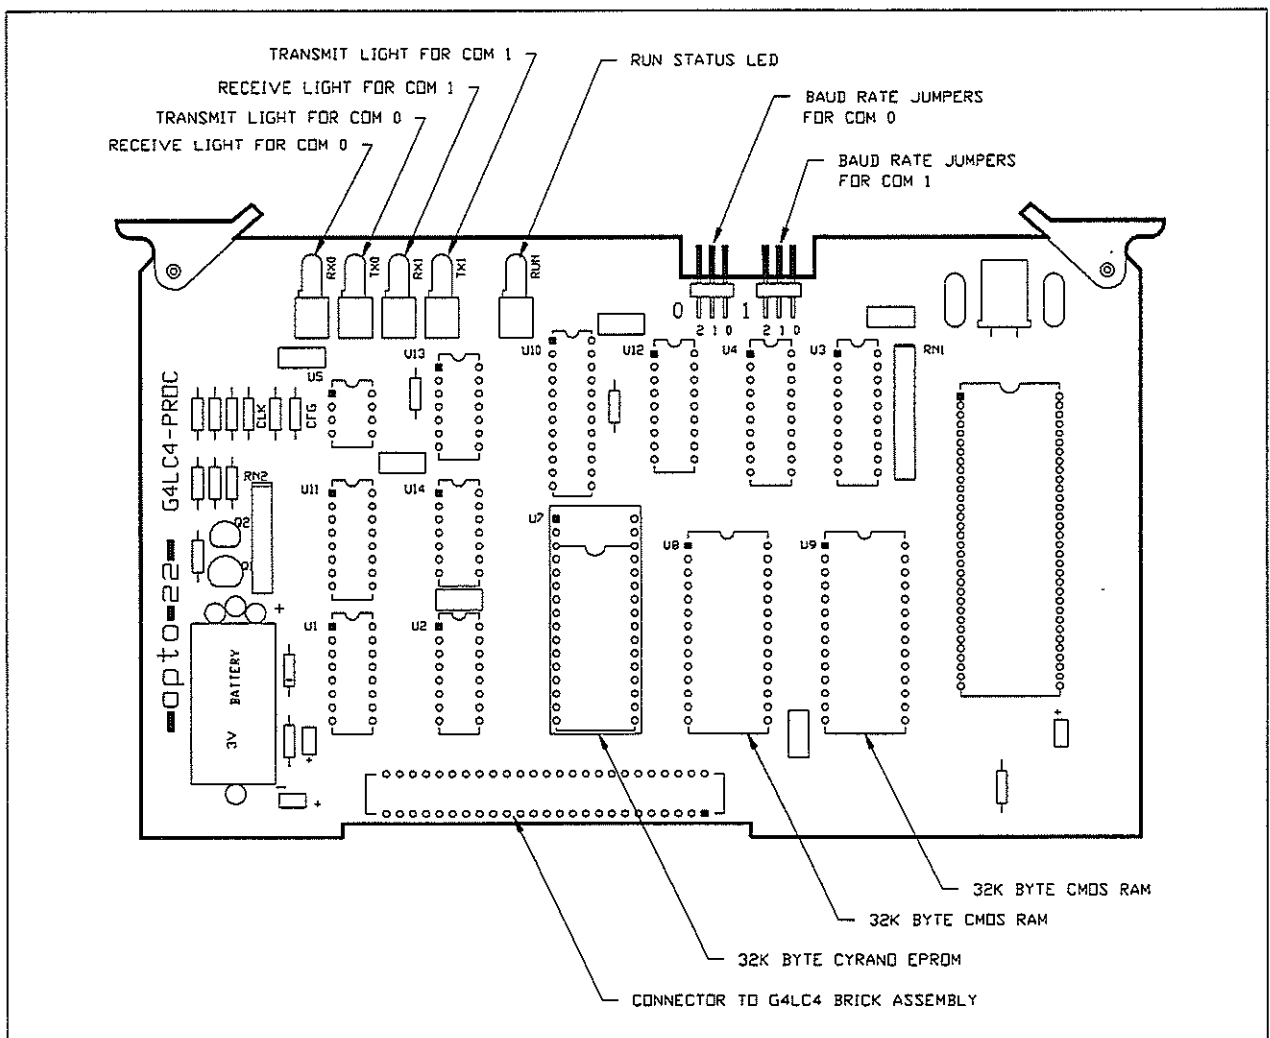 TRANSMIT LIGHT FOR COM 1
RUN STATUS LED
RECEIVE LIGHT FOR COM 1
BAUD RATE JUMPERS
FOR COM 0
TRANSMIT LIGHT FOR COM 0
RECEIVE LIGHT FOR COM 0
BAUD RATE JUMPERS
FOR COM 1
RX0
TX0
RX1
TX1
RUN
0
1
2 1 0
2 1 0
U5
U13
U10
U12
U4
U3
RN1
CLK
CFG
G4LC4-PROC
RN2
U11
U14
U7
U8
U9
Q2
Q1
opto-22
U1
U2
+
3V BATTERY
+
+
-
+
32K BYTE CMOS RAM
32K BYTE CMOS RAM
32K BYTE CYRANO EPROM
CONNECTOR TO G4LC4 BRICK ASSEMBLY